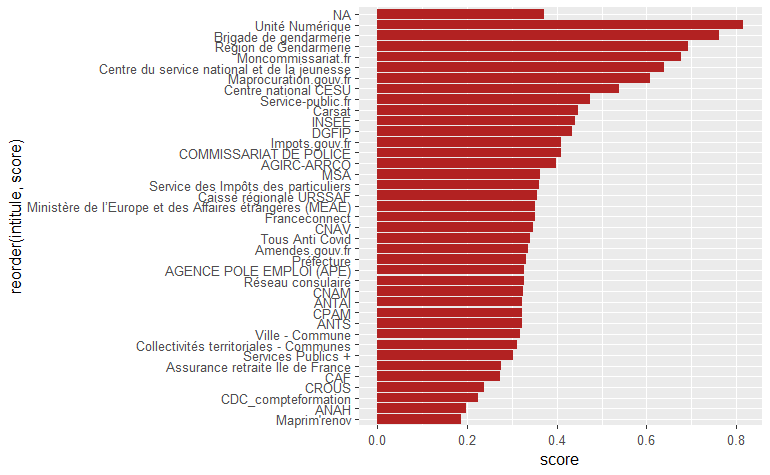 NA
Unité Numérique
Brigade de gendarmerie
Région de Gendarmerie
Moncommissariat.fr
Centre du service national et de la jeunesse
Maprocuration.gouv.fr
Centre national CESU
Service-public.fr
Carsat
INSEE
DGFIP
Impots.gouv.fr
COMMISSARIAT DE POLICE
AGIRC-ARRCO
MSA
Service des Impôts des particuliers
Caisse régionale URSSAF
Ministère de l'Europe et des Affaires étrangères (MEAE)
Franceconnect
CNAV
Tous Anti Covid
Amendes.gouv.fr
Préfecture
AGENCE POLE EMPLOI (APE)
Réseau consulaire
CNAM
ANTAI
CPAM
ANTS
Ville - Commune
Collectivités territoriales - Communes
Services Publics +
Assurance retraite Ile de France
CAF
CROUS
CDC_compteformation
ANAH
Maprim'renov
reorder(intitule, score)
0.0 0.2 0.4 0.6 0.8
score